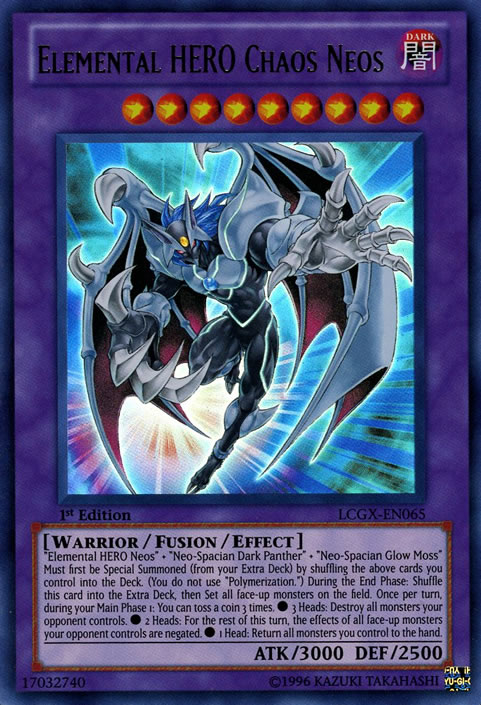 Elemental HERO Chaos Neos
DARK
闇
1st Edition
LCGX-EN065
[Warrior / Fusion / Effect]
"Elemental HERO Neos" + "Neo-Spacian Dark Panther" + "Neo-Spacian Glow Moss"
Must first be Special Summoned (from your Extra Deck) by shuffling the above cards you
control into the Deck. (You do not use "Polymerization.") During the End Phase: Shuffle
this card into the Extra Deck, then Set all face-up monsters on the field. Once per turn,
during your Main Phase 1: You can toss a coin 3 times. ● 3 Heads: Destroy all monsters your
opponent controls. ● 2 Heads: For the rest of this turn, the effects of all face-up monsters
your opponent controls are negated. ● 1 Head: Return all monsters you control to the hand.
ATK/3000 DEF/2500
17032740
©1996 KAZUKI TAKAHASHI